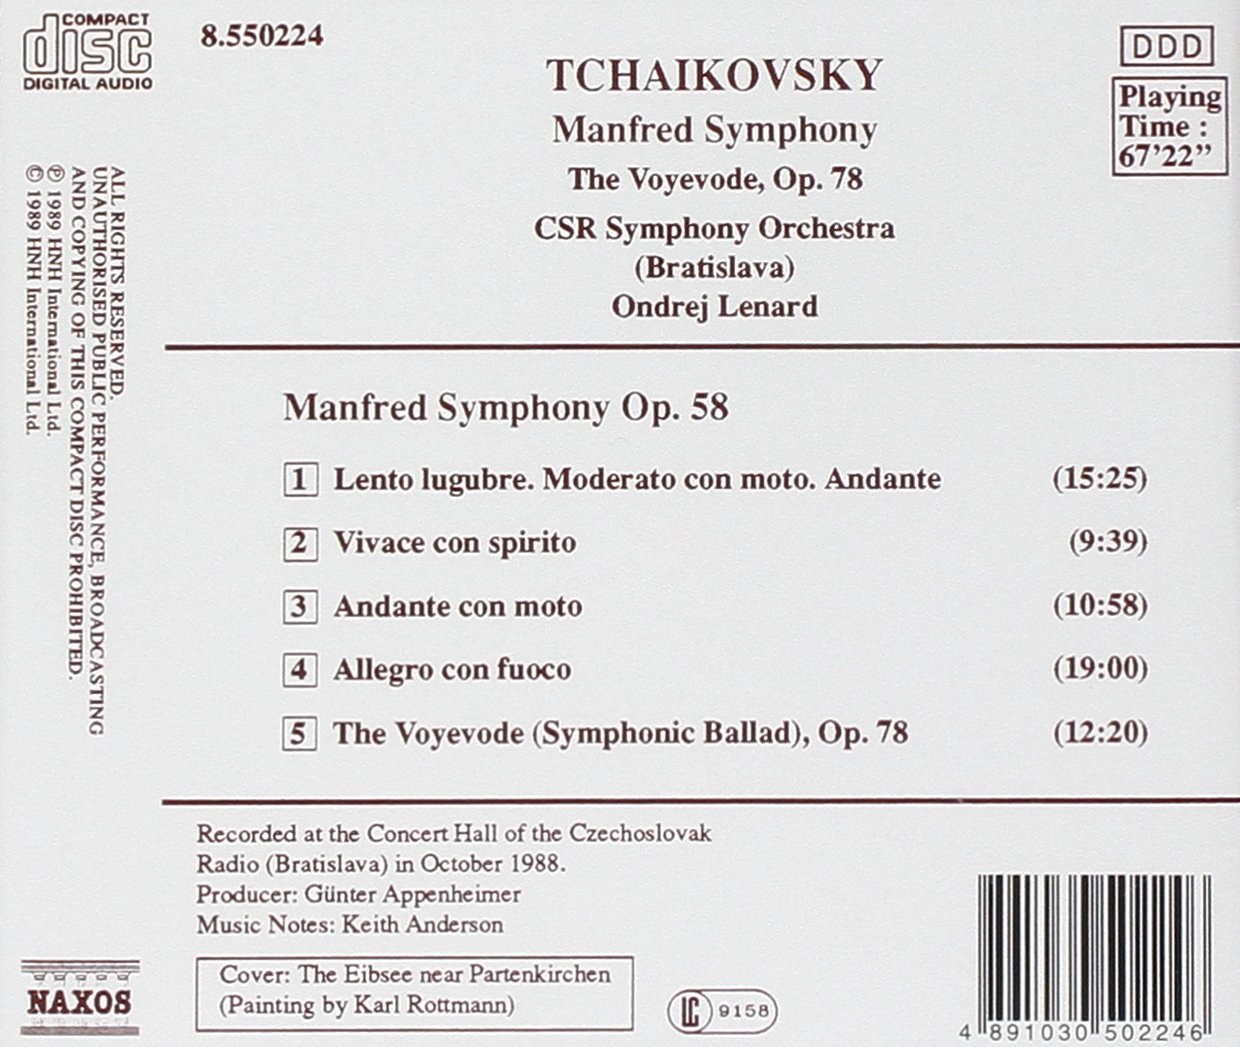 COMPACT
disc
DIGITAL AUDIO
8.550224
DDD
TCHAIKOVSKY
Manfred Symphony
The Voyevode, Op. 78
CSR Symphony Orchestra
(Bratislava)
Ondrej Lenard
Playing
Time :
67'22”
ALL RIGHTS RESERVED.
UNAUTHORISED PUBLIC PERFORMANCE, BROADCASTING
AND COPYING OF THIS COMPACT DISC PROHIBITED.
℗ 1989 HNH International Ltd.
© 1989 HNH International Ltd.
Manfred Symphony Op. 58
1 Lento lugubre. Moderato con moto. Andante (15:25)
2 Vivace con spirito (9:39)
3 Andante con moto (10:58)
4 Allegro con fuoco (19:00)
5 The Voyevode (Symphonic Ballad), Op. 78 (12:20)
Recorded at the Concert Hall of the Czechoslovak
Radio (Bratislava) in October 1988.
Producer: Günter Appenheimer
Music Notes: Keith Anderson
NAXOS
Cover: The Eibsee near Partenkirchen
(Painting by Karl Rottmann)
LC 9158
4 891030 502246